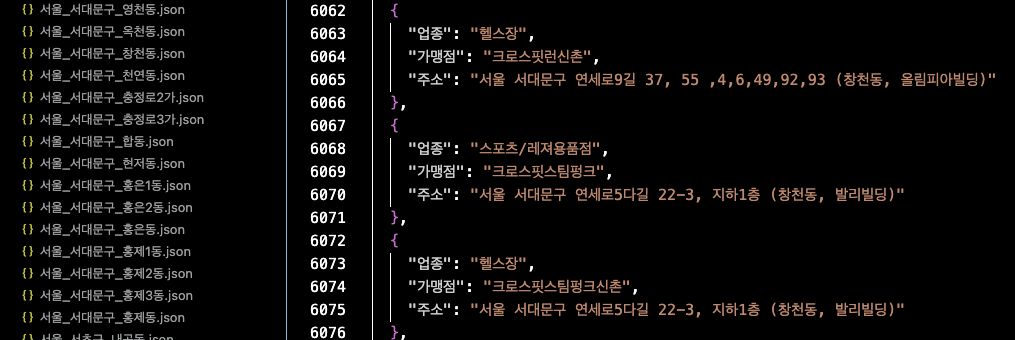 {} 서울_서대문구_영천동.json
{} 서울_서대문구_옥천동.json
{} 서울_서대문구_창천동.json
{} 서울_서대문구_천연동.json
{} 서울_서대문구_충정로2가.json
{} 서울_서대문구_충정로3가.json
{} 서울_서대문구_합동.json
{} 서울_서대문구_현저동.json
{} 서울_서대문구_홍은1동.json
{} 서울_서대문구_홍은2동.json
{} 서울_서대문구_홍은동.json
{} 서울_서대문구_홍제1동.json
{} 서울_서대문구_홍제2동.json
{} 서울_서대문구_홍제3동.json
{} 서울_서대문구_홍제동.json
6062 {
6063 "업종": "헬스장",
6064 "가맹점": "크로스핏런신촌",
6065 "주소": "서울 서대문구 연세로9길 37, 55 ,4,6,49,92,93 (창천동, 올림피아빌딩)"
6066 },
6067 {
6068 "업종": "스포츠/레져용품점",
6069 "가맹점": "크로스핏스팀펑크",
6070 "주소": "서울 서대문구 연세로5다길 22-3, 지하1층 (창천동, 발리빌딩)"
6071 },
6072 {
6073 "업종": "헬스장",
6074 "가맹점": "크로스핏스팀펑크신촌",
6075 "주소": "서울 서대문구 연세로5다길 22-3, 지하1층 (창천동, 발리빌딩)"
6076 },